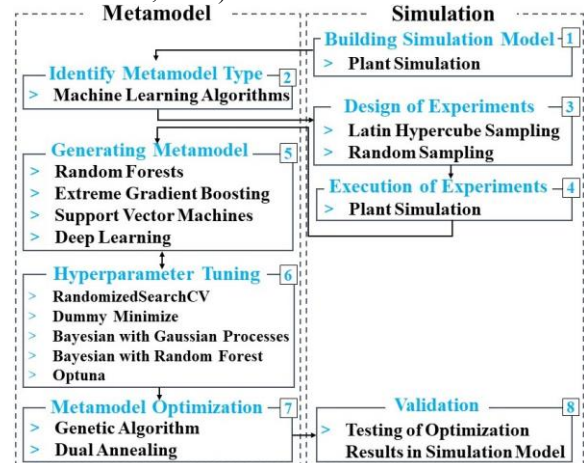 Metamodel
Simulation
Building Simulation Model 1
> Plant Simulation
Identify Metamodel Type 2
> Machine Learning Algorithms
Design of Experiments 3
> Latin Hypercube Sampling
> Random Sampling
Execution of Experiments 4
> Plant Simulation
Generating Metamodel 5
> Random Forests
> Extreme Gradient Boosting
> Support Vector Machines
> Deep Learning
Hyperparameter Tuning 6
> RandomizedSearchCV
> Dummy Minimize
> Bayesian with Gaussian Processes
> Bayesian with Random Forest
> Optuna
Metamodel Optimization 7
> Genetic Algorithm
> Dual Annealing
Validation 8
> Testing of Optimization
Results in Simulation Model